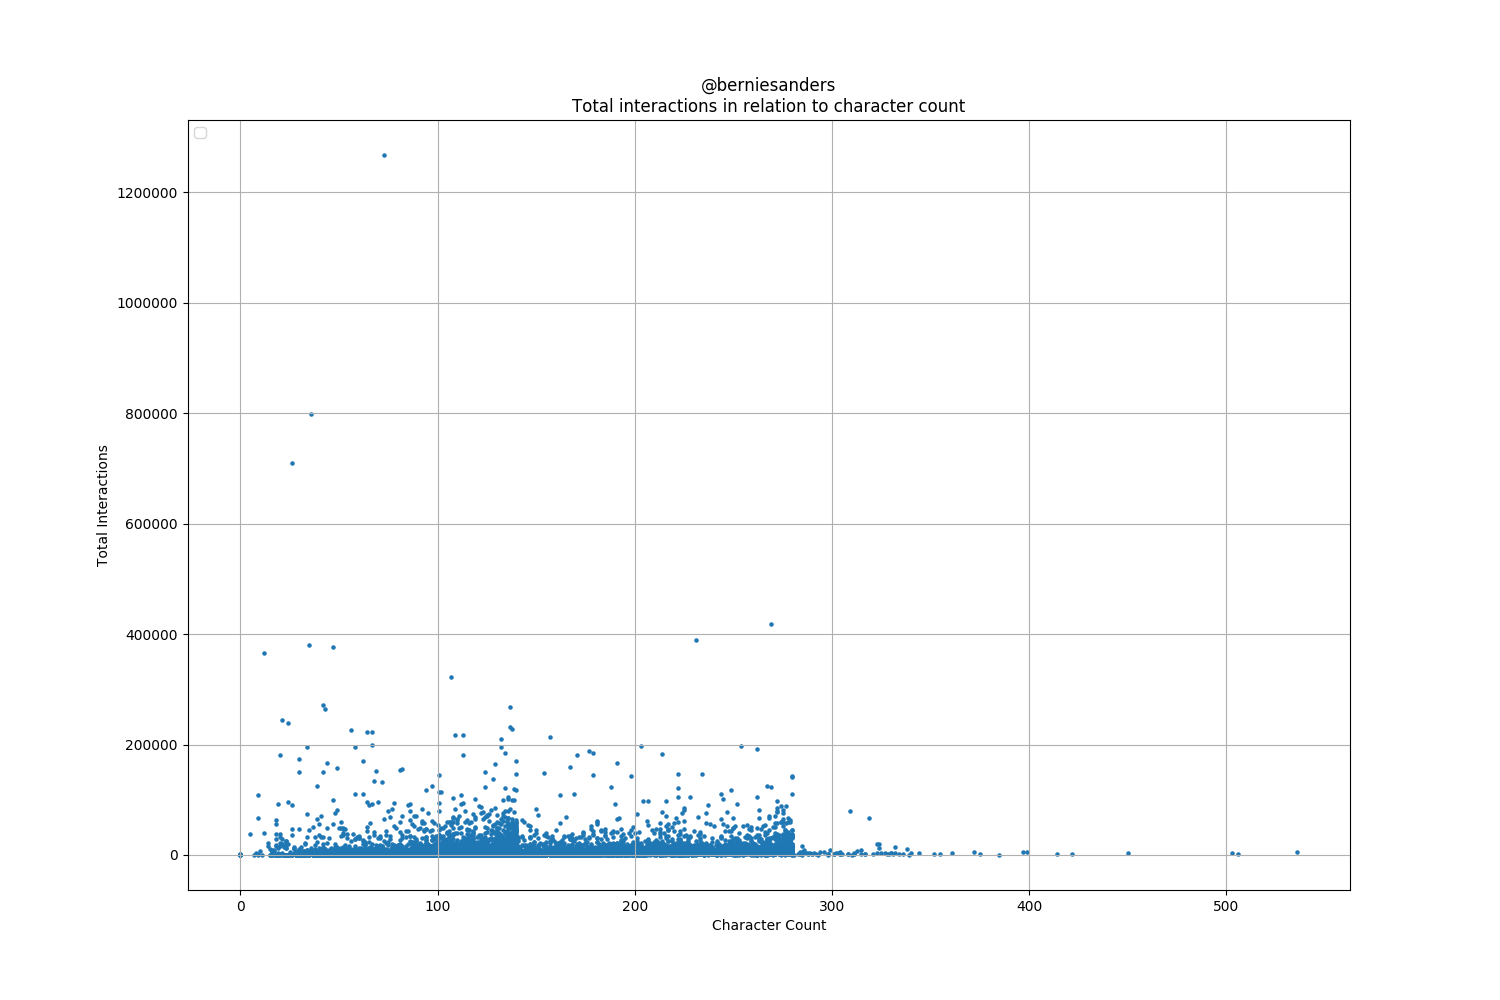 @berniesanders
Total interactions in relation to character count
1200000
1000000
800000
600000
400000
200000
0
Total Interactions
0 100 200 300 400 500
Character Count